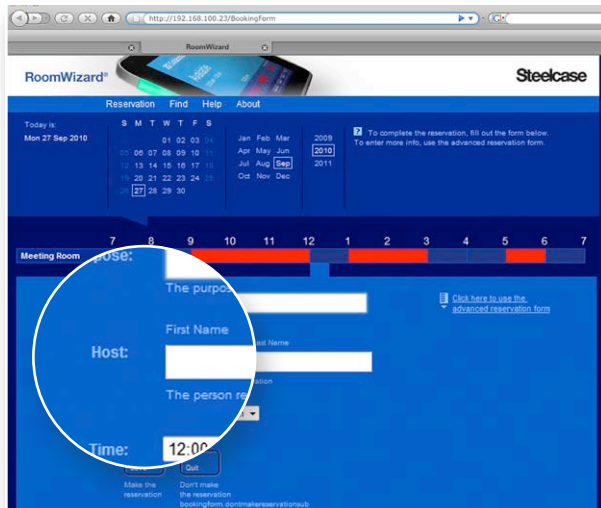 http://192.168.100.23/BookingForm
RoomWizard
RoomWizard®
Steelcase
Reservation Find Help About
Today is:
Mon 27 Sep 2010
S M T W T F S
01 02 03 04
05 06 07 08 09 10 11
12 13 14 15 16 17 18
19 20 21 22 23 24 25
26 27 28 29 30
Jan Feb Mar
Apr May Jun
Jul Aug Sep
Oct Nov Dec
2009
2010
2011
? To complete the reservation, fill out the form below.
To enter more info, use the advanced reservation form.
7 8 9 10 11 12 1 2 3 4 5 6 7
Meeting Room
pose:
The purpos
Click here to use the
advanced reservation form
First Name
ast Name
Host:
ation
The person re
Time:
12:00
Quit
Make the
reservation
Don't make
the reservation
bookingform.dontmakereservationsub